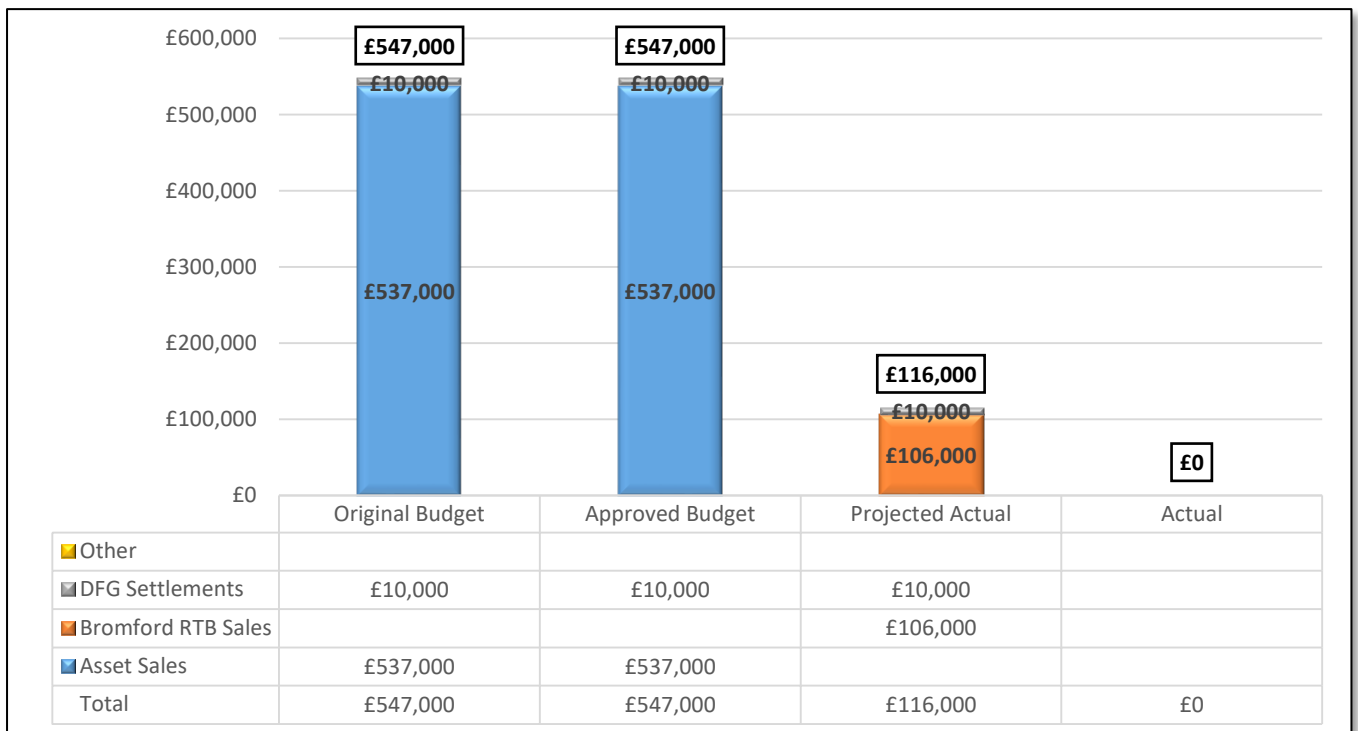 £600,000
£547,000
£547,000
£10,000
£10,000
£500,000
£400,000
£300,000
£537,000
£537,000
£200,000
£116,000
£100,000
£10,000
£106,000
£0
£0
Original Budget Approved Budget Projected Actual Actual
Other
DFG Settlements £10,000 £10,000 £10,000
Bromford RTB Sales £106,000
Asset Sales £537,000 £537,000
Total £547,000 £547,000 £116,000 £0